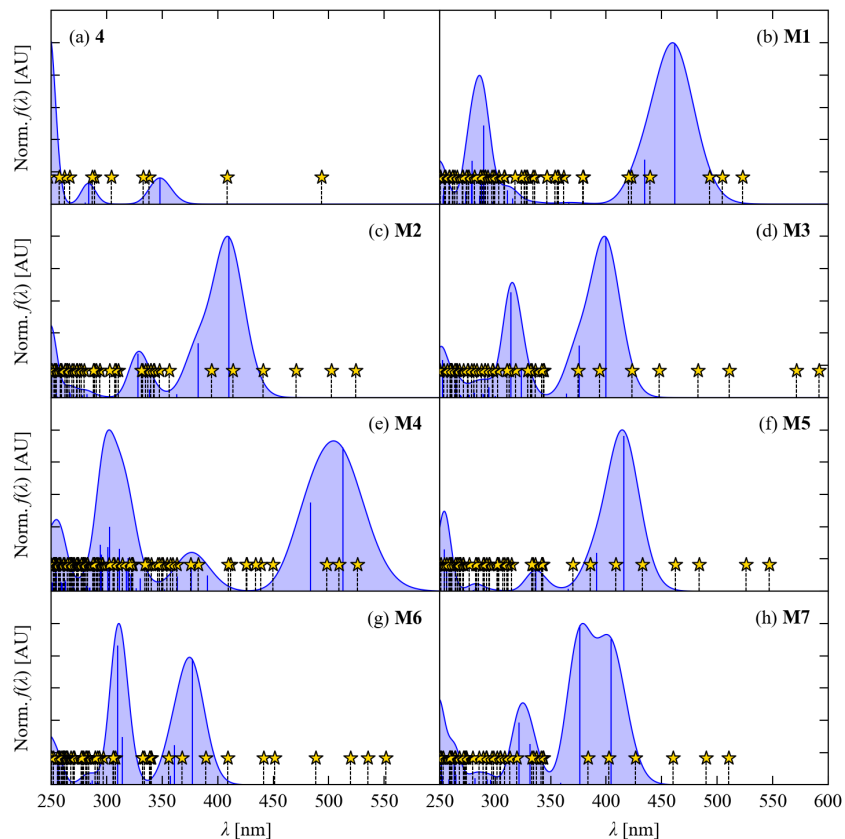 (a) 4
(b) M1
Norm. f(λ) [AU]
(c) M2
(d) M3
Norm. f(λ) [AU]
(e) M4
(f) M5
Norm. f(λ) [AU]
(g) M6
(h) M7
Norm. f(λ) [AU]
250 300 350 400 450 500 550 250 300 350 400 450 500 550 600
λ [nm] λ [nm]